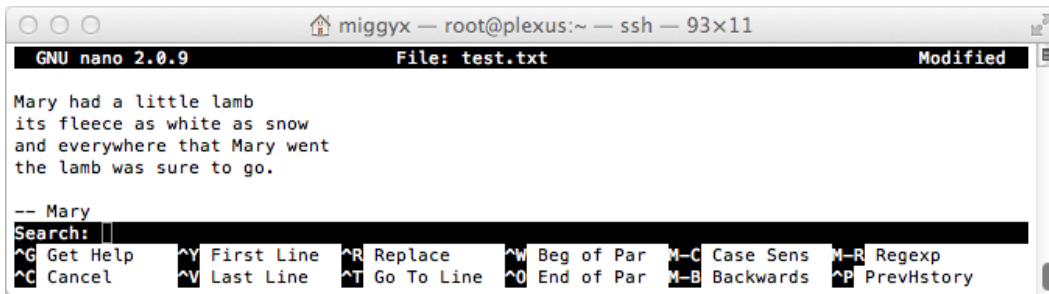 miggyx — root@plexus:~ — ssh — 93×11
GNU nano 2.0.9 File: test.txt Modified
Mary had a little lamb
its fleece as white as snow
and everywhere that Mary went
the lamb was sure to go.
-- Mary
Search:
^G Get Help ^Y First Line ^R Replace ^W Beg of Par M-C Case Sens M-R Regexp
^C Cancel ^V Last Line ^T Go To Line ^O End of Par M-B Backwards ^P PrevHstory